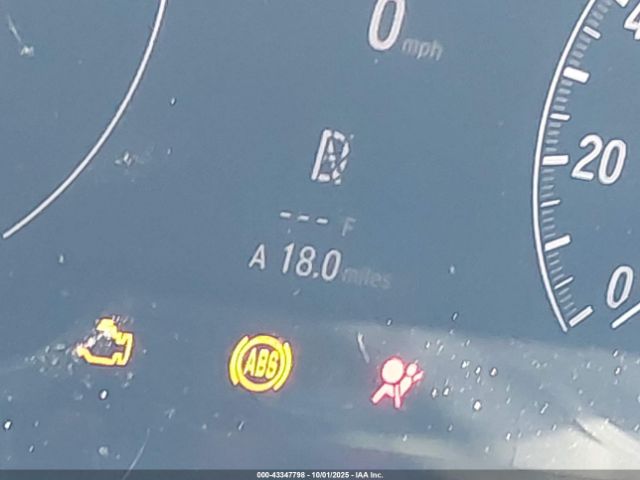 0 mph
20
--- F
A 18.0 miles
0
ABS
000-43347798 - 10/01/2025 - IAA Inc.